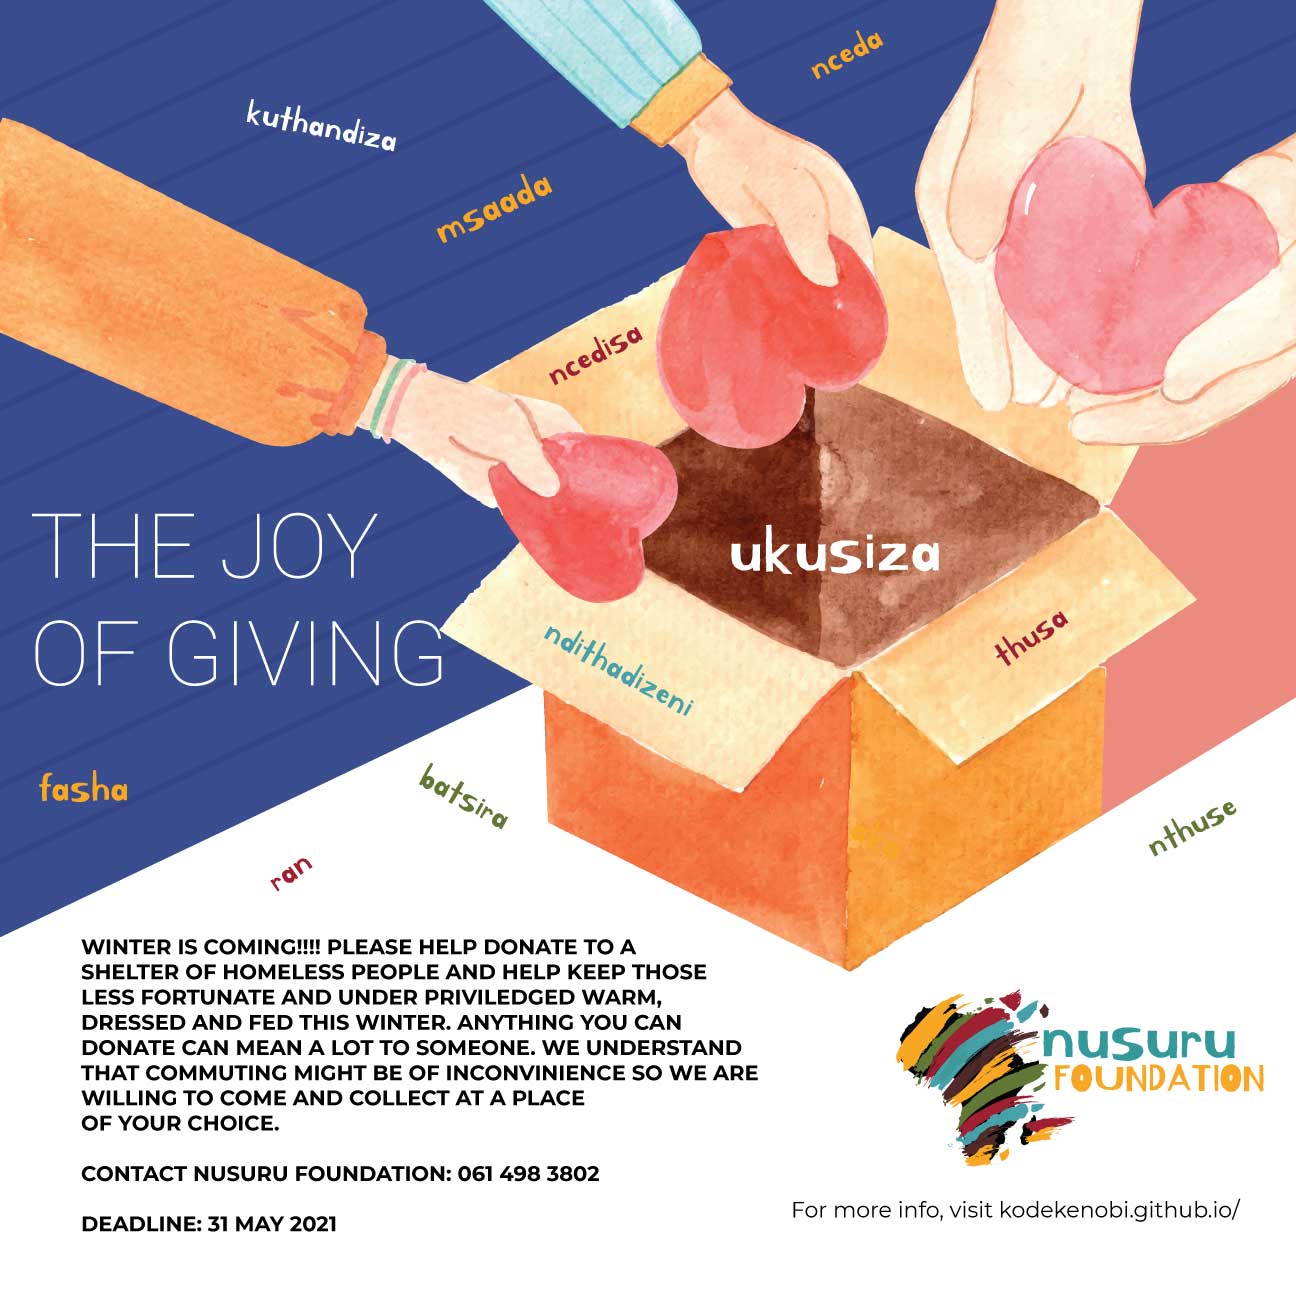 nceda
kuthandiza
msaada
ncedisa
ukusiza
THE JOY
OF GIVING
ndithadizeni
thusa
fasha
batsira
nthuse
ran
WINTER IS COMING!!!! PLEASE HELP DONATE TO A
SHELTER OF HOMELESS PEOPLE AND HELP KEEP THOSE
LESS FORTUNATE AND UNDER PRIVILEDGED WARM,
DRESSED AND FED THIS WINTER. ANYTHING YOU CAN
DONATE CAN MEAN A LOT TO SOMEONE. WE UNDERSTAND
THAT COMMUTING MIGHT BE OF INCONVINIENCE SO WE ARE
WILLING TO COME AND COLLECT AT A PLACE
OF YOUR CHOICE.
CONTACT NUSURU FOUNDATION: 061 498 3802
DEADLINE: 31 MAY 2021
nusuru
FOUNDATION
For more info, visit kodekenobi.github.io/